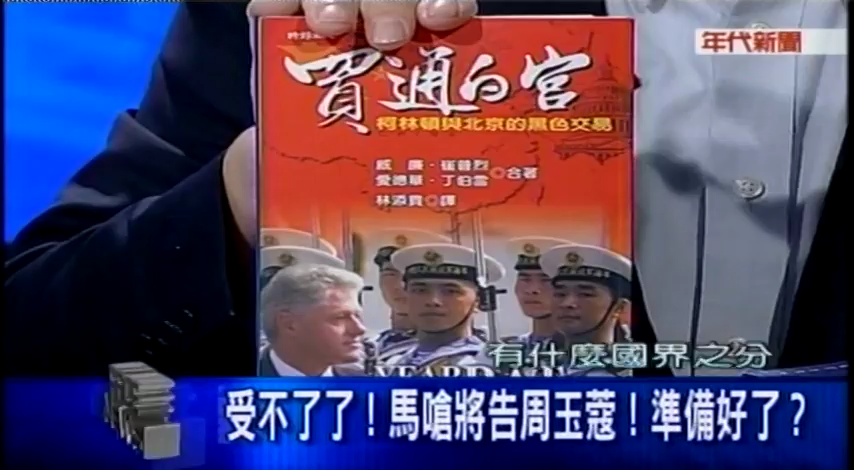 年代新聞
買通白宮
柯林頓與北京的黑色交易
威廉·崔普烈
愛德華·丁伯雷◎合著
林添貴◎譯
有什麼國界之分
YEAR
受不了了！馬嗆將告周玉蔻！準備好了？